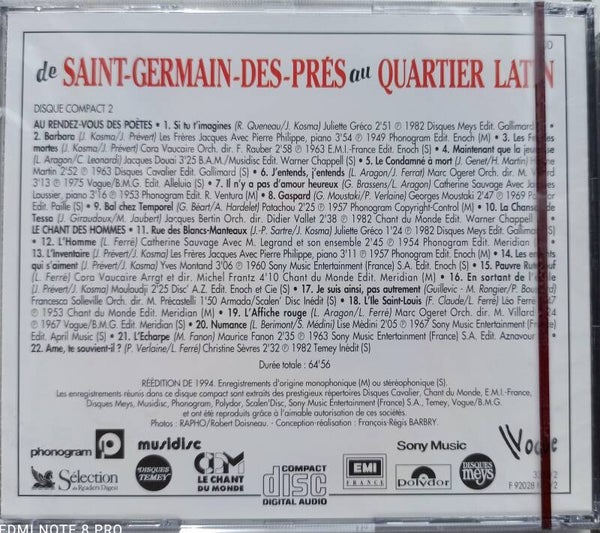 de SAINT-GERMAIN-DES-PRÉS au QUARTIER LATIN
DISQUE COMPACT 2
AU RENDEZ-VOUS DES POÈTES • 1. Si tu t'imagines (R. Queneau/J. Kosma) Juliette Gréco 2'51 ℗ 1982 Disques Meys Edit. Gallimard
2. Barbara (J. Kosma/J. Prévert) Les Frères Jacques Avec Pierre Philippe, piano 3'54 ℗ 1949 Phonopart Edit. Enoch (M) • 3. Les
mortes (J. Kosma/J. Prévert) Cora Vaucaire Orch. dir. F. Rauber 2'58 ℗ 1963 E.M.I.-France Edit. Enoch (S) • 4. Maintenant que la
(L. Aragon/C. Leonardi) Jacques Douai 3'25 B.A.M./Musidisc Edit. Warner Chappell (S) • 5. Le Condamné à mort (J. Genet/H. Martin)
Martin 2'52 ℗ 1963 Disques Cavalier Edit. Gallimard (S) • 6. J'entends, j'entends (L. Aragon/J. Ferrat) Marc Ogeret Orch. dir. M.
3'13 ℗ 1975 Vogue/B.M.G Edit. Alleluia (S) • 7. Il n'y a pas d'amour heureux (G. Brassens/L. Aragon) Catherine Sauvage Avec Jacques
Loussier, piano 3'16 ℗ 1953 Phonopart Edit. R. Ventura (M) • 8. Gaspard (G. Moustaki/P. Verlaine) Georges Moustaki 2'47 ℗ 1969
Edit. Paille (S) • 9. Bal chez Temporel (G. Béart/A. Hardelet) Patachou 2'55 ℗ 1957 Phonopart Copyright-Control (M) • 10. La
Tessa (J. Giraudoux/M. Jaubert) Jacques Bertin Orch. dir. Didier Vallet 2'38 ℗ 1982 Chant du Monde Edit. Warner Chappell
LE CHANT DES HOMMES • 11. Rue des Blancs-Manteaux (J.-P. Sartre/J. Kosma) Juliette Gréco 1'24 ℗ 1982 Disques Meys Edit. Gallimard
• 12. L'Homme (L. Ferré) Catherine Sauvage Avec M. Legrand et son ensemble 2'45 ℗ 1954 Phonopart Edit. Meridian
13. L'inventaire (J. Prévert/J. Kosma) Les Frères Jacques Avec Pierre Philippe, piano 3'11 ℗ 1957 Phonopart Edit. Enoch (M) • 14. Les
qui s'aiment (J. Prévert/J. Kosma) Yves Montand 3'06 ℗ 1960 Sony Music Entertainment (France) S.A. Edit. Enoch (S) • 15. Pauvre
(L. Ferré) Cora Vaucaire Arrgt et dir. Michel Frantz 4'10 Chant du Monde Edit. Meridian (M) • 16. En sortant de
(J. Prévert/J. Kosma) Mouloudji 2'25 Disc' A.Z. Edit. Enoch et Cie (S) • 17. Je suis ainsi, pas autrement (Guillevic - M. Rongier/P.
Francesca Solleville Orch. dir. M. Précastelli 1'50 Armada/Scalen' Disc Inédit (S) • 18. L'Ile Saint-Louis (F. Claude/L. Ferré) Léo
℗ 1953 Chant du Monde Edit. Meridian (M) • 19. L'Affiche rouge (L. Aragon/L. Ferré) Marc Ogeret Orch. dir. M. Villard
℗ 1967 Vogue/B.M.G. Edit. Meridian (S) • 20. Numance (L. Berimont/S. Médini) Lise Médini 2'05 ℗ 1967 Sony Music Entertainment (France)
Edit. April Music (S) • 21. L'Echarpe (M. Fanon) Maurice Fanon 2'35 ℗ 1963 Sony Music Entertainment (France) S.A. Edit. Aznavour
22. Ame, te souvient-il ? (P. Verlaine/L. Ferré) Christine Sèvres 2'32 ℗ 1982 Temey Inédit (S)
Durée totale : 64'56
RÉÉDITION DE 1994. Enregistrements d'origine monophonique (M) ou stéréophonique (S).
Les enregistrements réunis dans ce disque compact sont extraits des prestigieux répertoires Disques Cavalier, Chant du Monde, E.M.I.-France,
Disques Meys, Musidisc, Phonogram, Polydor, Scalen'Disc, Sony Music Entertainment (France) S.A., Temey, Vogue/B.M.G.
et ont été reproduits grâce à l'aimable autorisation de ces sociétés.
Photos : RAPHO/Robert Doisneau. - Conception-réalisation : François-Régis BARBRY.
phonogram
musidisc
Sony Music
Vogue
Sélection
du Reader's Digest
DISQUES
TEMEY
CDM
LE CHANT
DU MONDE
COMPACT
disc
DIGITAL AUDIO
EMI
FRANCE
Polydor
DISQUES
meys
F 92028
EDMI NOTE 8 PRO